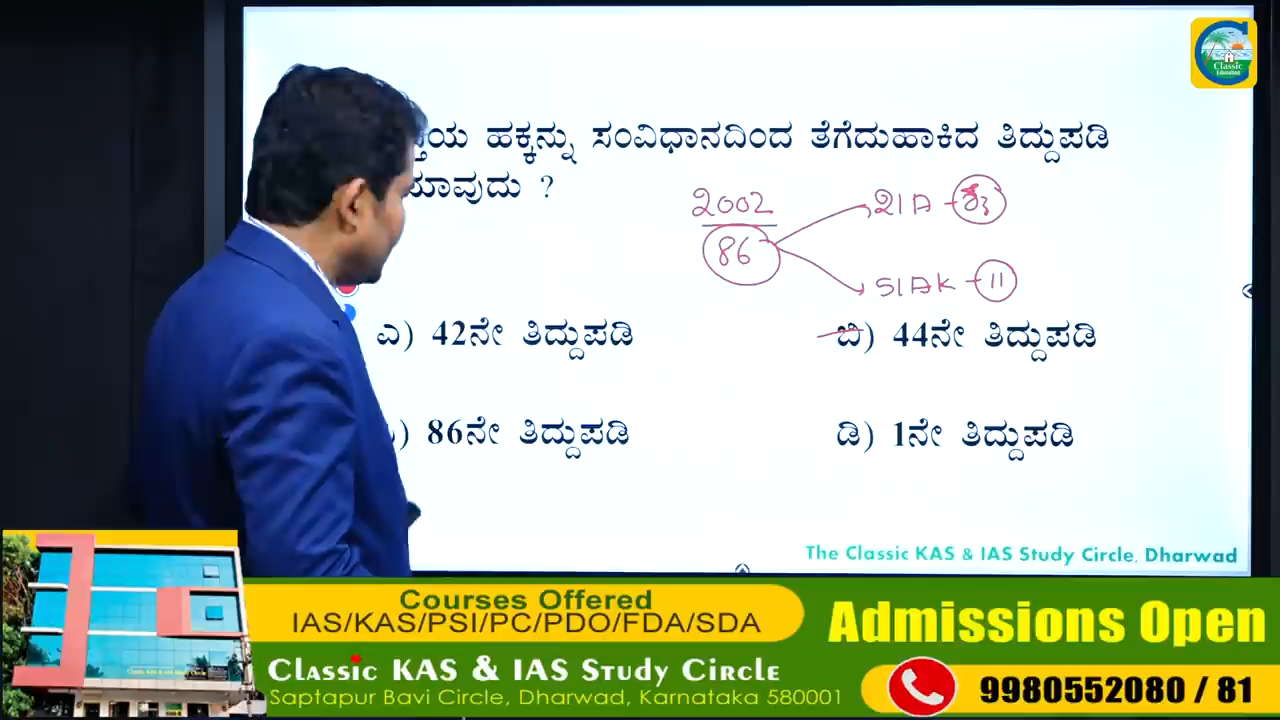 Classic
Education
ಹಕ್ಕನ್ನು ಸಂವಿಧಾನದಿಂದ ತೆಗೆದುಹಾಕಿದ ತಿದ್ದುಪಡಿ
ಯಾವುದು ?
2002
86
21A
51AK - 11
ಎ) 42ನೇ ತಿದ್ದುಪಡಿ
ಬಿ) 44ನೇ ತಿದ್ದುಪಡಿ
) 86ನೇ ತಿದ್ದುಪಡಿ
ಡಿ) 1ನೇ ತಿದ್ದುಪಡಿ
The Classic KAS & IAS Study Circle, Dharwad
Courses Offered
IAS/KAS/PSI/PC/PDO/FDA/SDA
Classic KAS & IAS Study Circle
Saptapur Bavi Circle, Dharwad, Karnataka 580001
Admissions Open
9980552080 / 81